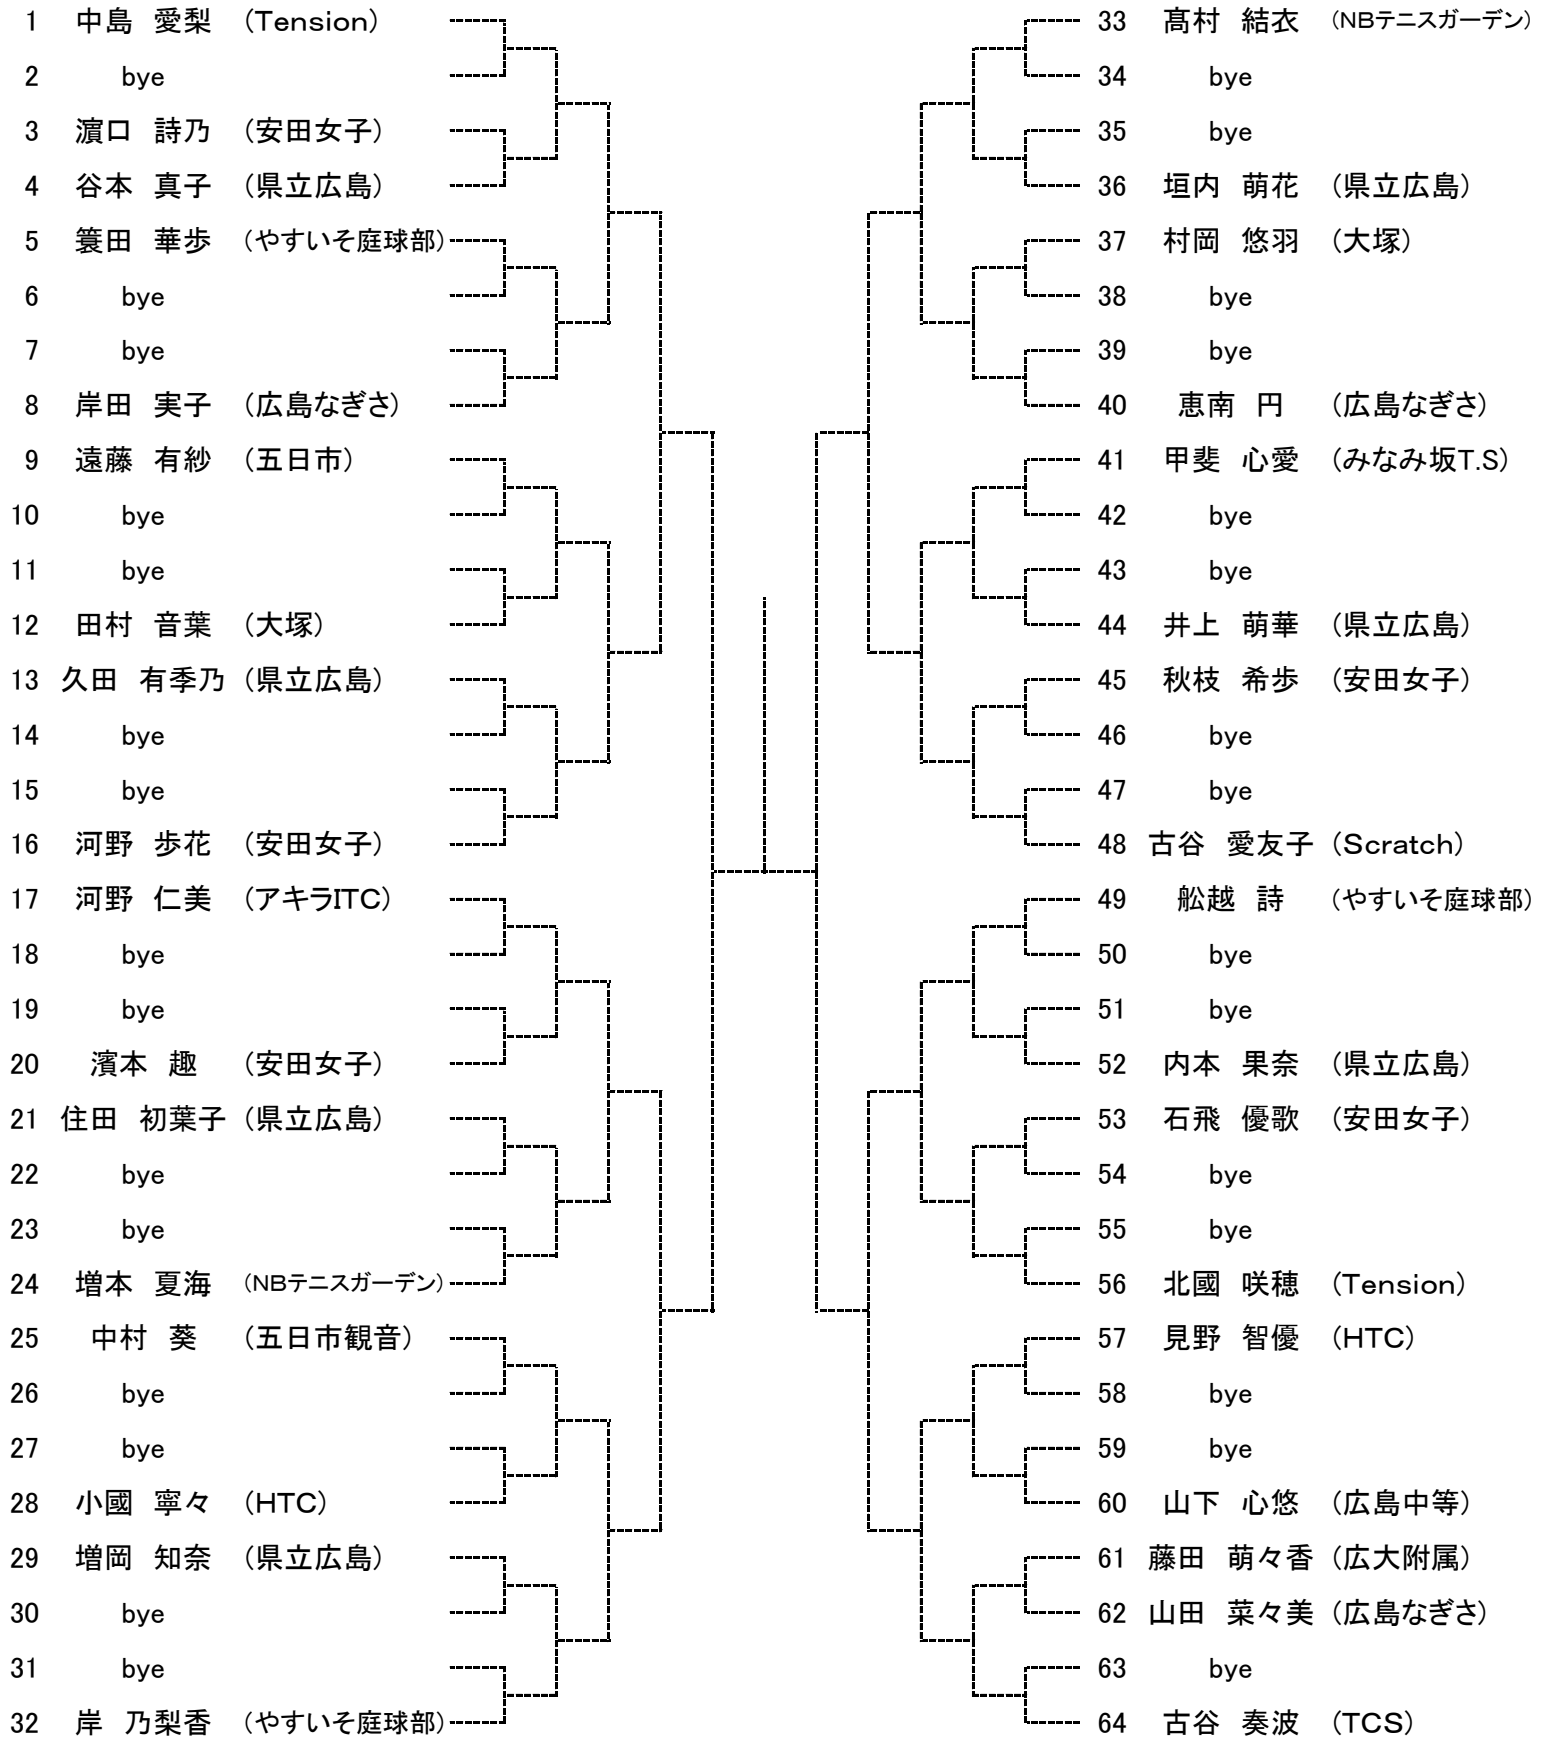 1 中島 愛梨 (Tension)
2 bye
3 濵口 詩乃 (安田女子)
4 谷本 真子 (県立広島)
5 簑田 華歩 (やすいそ庭球部)
6 bye
7 bye
8 岸田 実子 (広島なぎさ)
9 遠藤 有紗 (五日市)
10 bye
11 bye
12 田村 音葉 (大塚)
13 久田 有季乃 (県立広島)
14 bye
15 bye
16 河野 歩花 (安田女子)
17 河野 仁美 (アキラITC)
18 bye
19 bye
20 濱本 趣 (安田女子)
21 住田 初葉子 (県立広島)
22 bye
23 bye
24 増本 夏海 (NBテニスガーデン)
25 中村 葵 (五日市観音)
26 bye
27 bye
28 小國 寧々 (HTC)
29 増岡 知奈 (県立広島)
30 bye
31 bye
32 岸 乃梨香 (やすいそ庭球部)
33 髙村 結衣 (NBテニスガーデン)
34 bye
35 bye
36 垣内 萌花 (県立広島)
37 村岡 悠羽 (大塚)
38 bye
39 bye
40 恵南 円 (広島なぎさ)
41 甲斐 心愛 (みなみ坂T.S)
42 bye
43 bye
44 井上 萌華 (県立広島)
45 秋枝 希歩 (安田女子)
46 bye
47 bye
48 古谷 愛友子 (Scratch)
49 舩越 詩 (やすいそ庭球部)
50 bye
51 bye
52 内本 果奈 (県立広島)
53 石飛 優歌 (安田女子)
54 bye
55 bye
56 北國 咲穂 (Tension)
57 見野 智優 (HTC)
58 bye
59 bye
60 山下 心悠 (広島中等)
61 藤田 萌々香 (広大附属)
62 山田 菜々美 (広島なぎさ)
63 bye
64 古谷 奏波 (TCS)